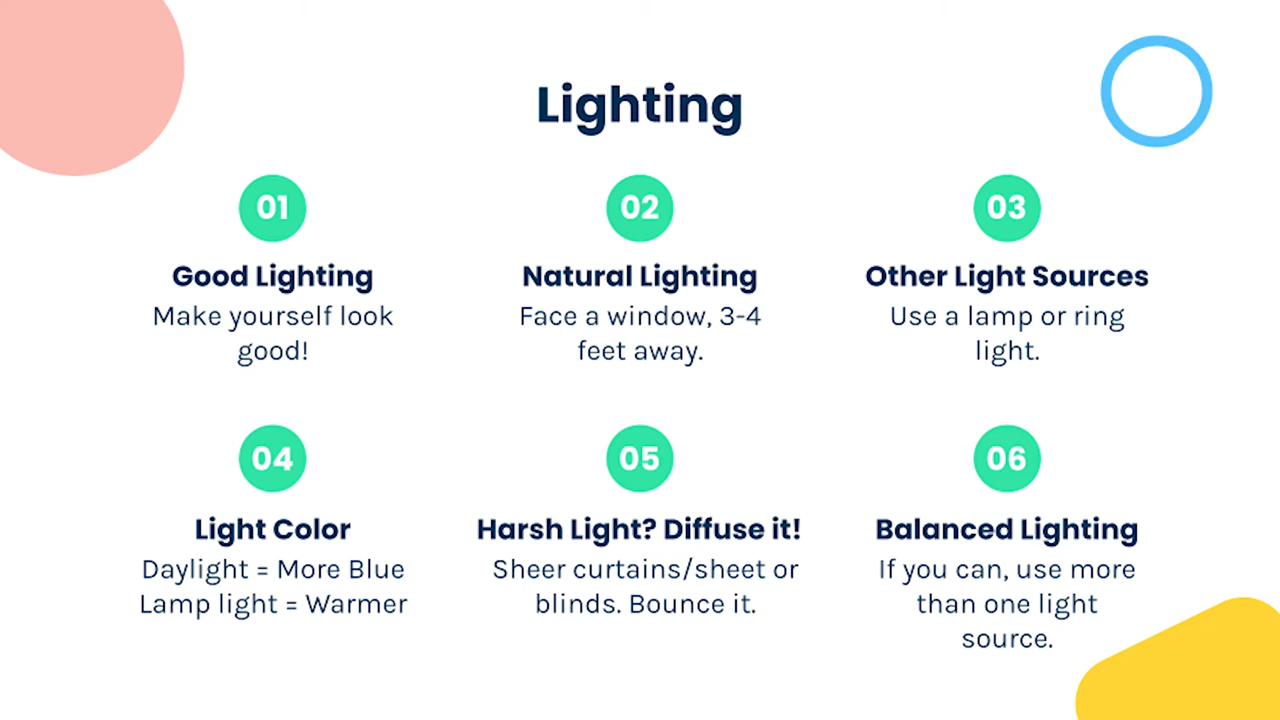 Lighting
01
Good Lighting
Make yourself look
good!
02
Natural Lighting
Face a window, 3-4
feet away.
03
Other Light Sources
Use a lamp or ring
light.
04
Light Color
Daylight = More Blue
Lamp light = Warmer
05
Harsh Light? Diffuse it!
Sheer curtains/sheet or
blinds. Bounce it.
06
Balanced Lighting
If you can, use more
than one light
source.